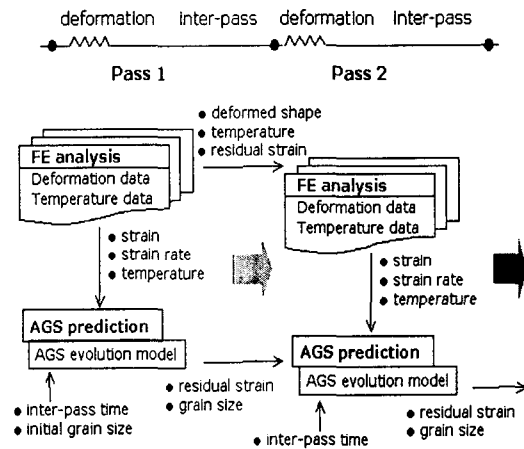 deformation inter-pass deformation Inter-pass
Pass 1 Pass 2
● deformed shape
● temperature
● residual strain
FE analysis
Deformation data
Temperature data
FE analysis
Deformation data
Temperature data
● strain
● strain rate
● temperature
● strain
● strain rate
● temperature
AGS prediction
AGS evolution model
AGS prediction
AGS evolution model
● residual strain
● grain size
● inter-pass time
● initial grain size
● residual strain
● grain size
● inter-pass time